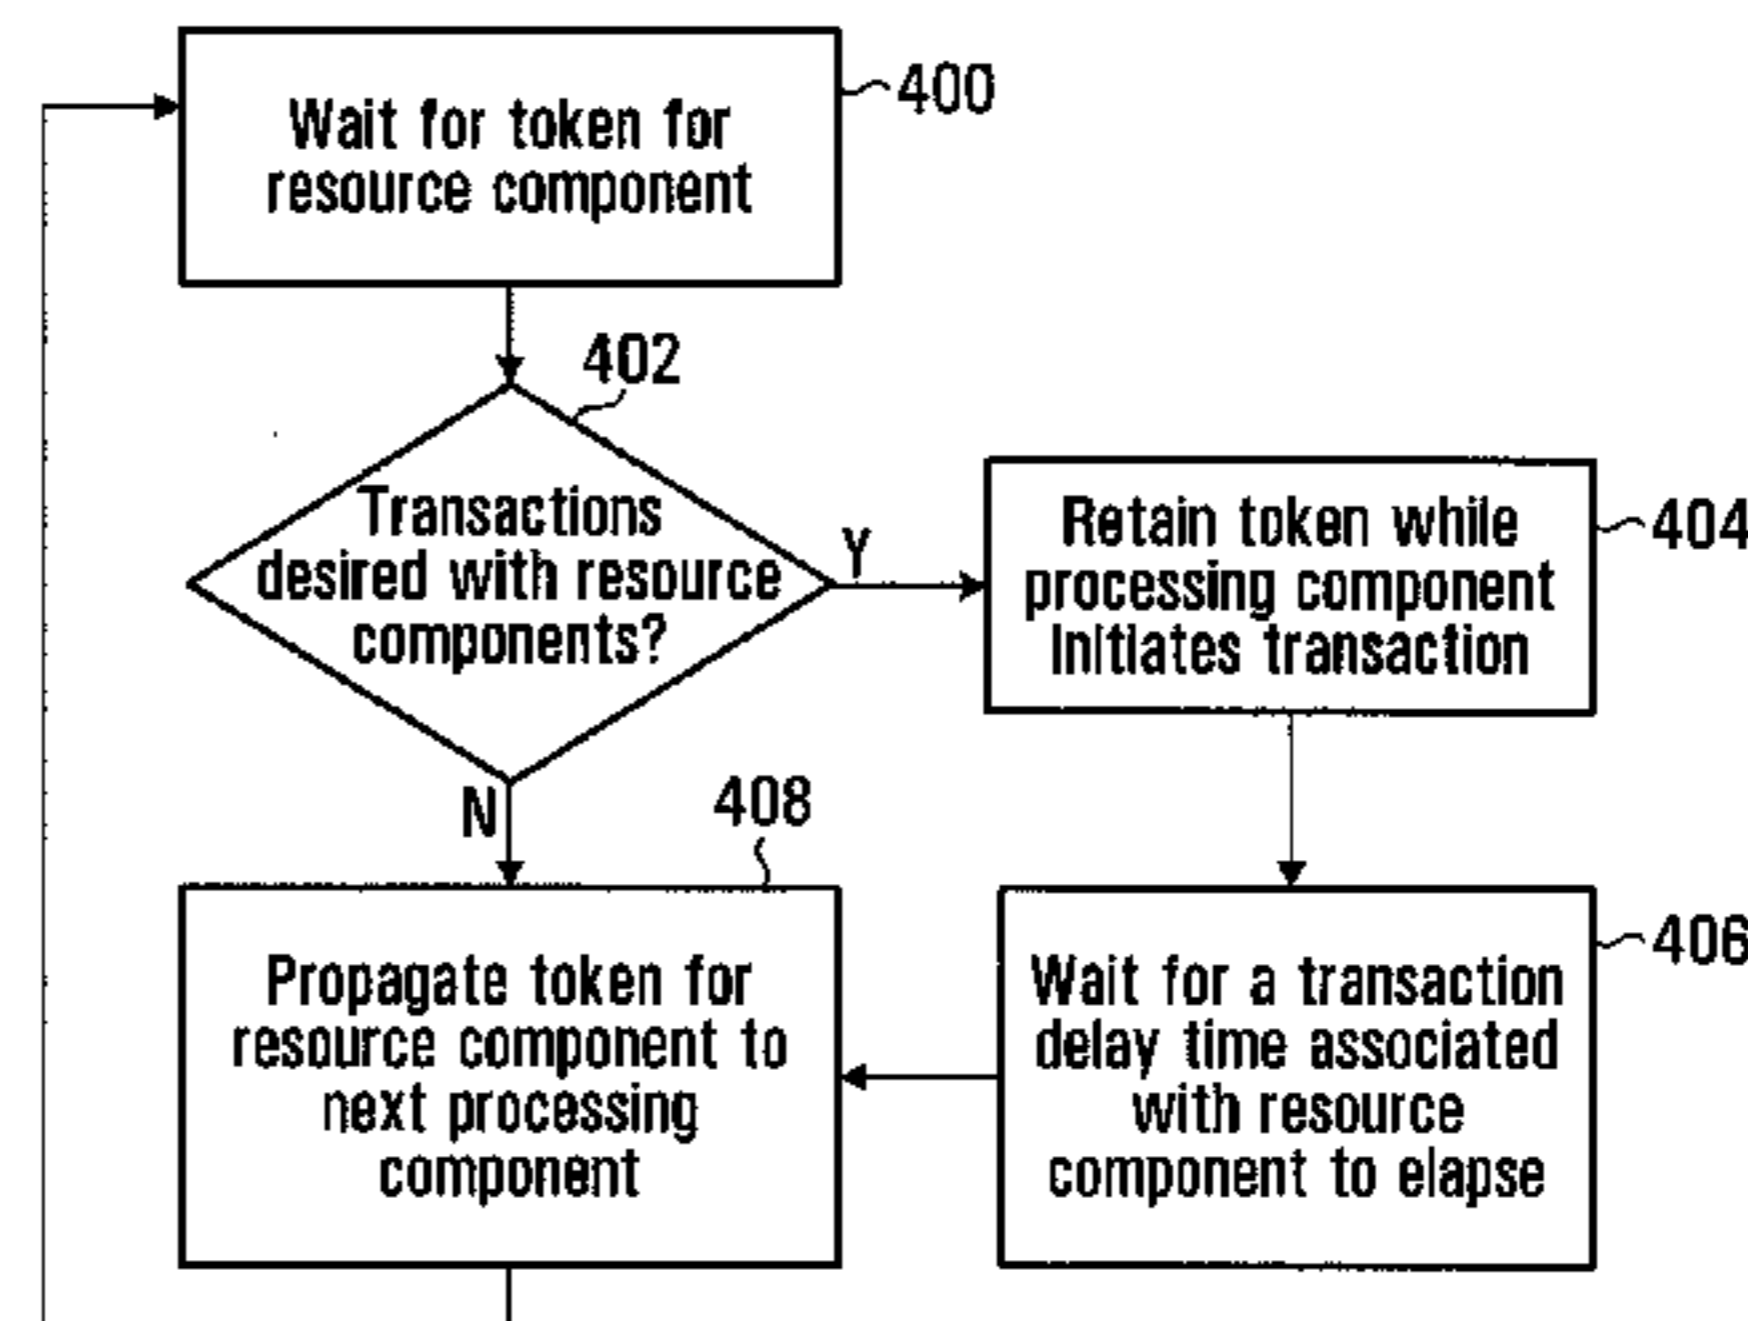 400
Wait for token for
resource component
402
Transactions
desired with resource
components?
Y
Retain token while
processing component
initiates transaction
404
N
408
Propagate token for
resource component to
next processing
component
Wait for a transaction
delay time associated
with resource
component to elapse
406